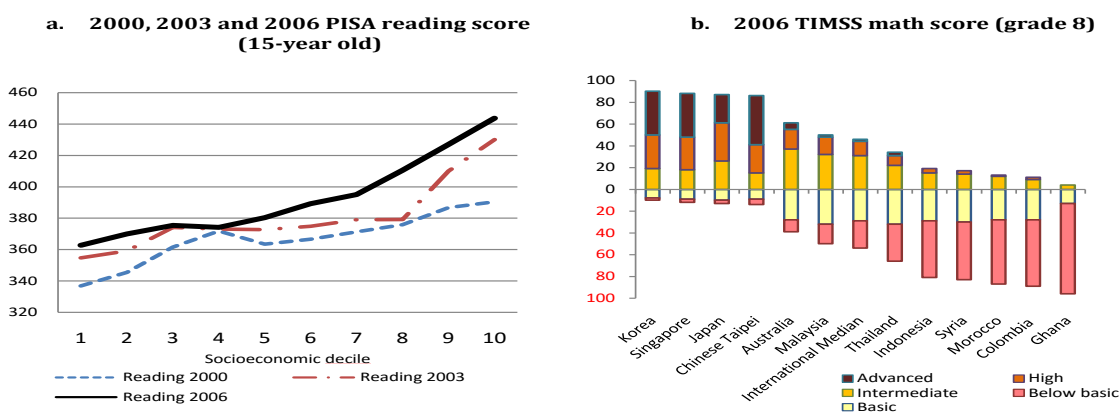 a. 2000, 2003 and 2006 PISA reading score
(15-year old)
460
440
420
400
380
360
340
320
1 2 3 4 5 6 7 8 9 10
Socioeconomic decile
Reading 2000
Reading 2003
Reading 2006
b. 2006 TIMSS math score (grade 8)
100
80
60
40
20
0
20
40
60
80
100
Korea
Singapore
Japan
Chinese Taipei
Australia
Malaysia
International Median
Thailand
Indonesia
Syria
Morocco
Colombia
Ghana
Advanced
High
Intermediate
Below basic
Basic